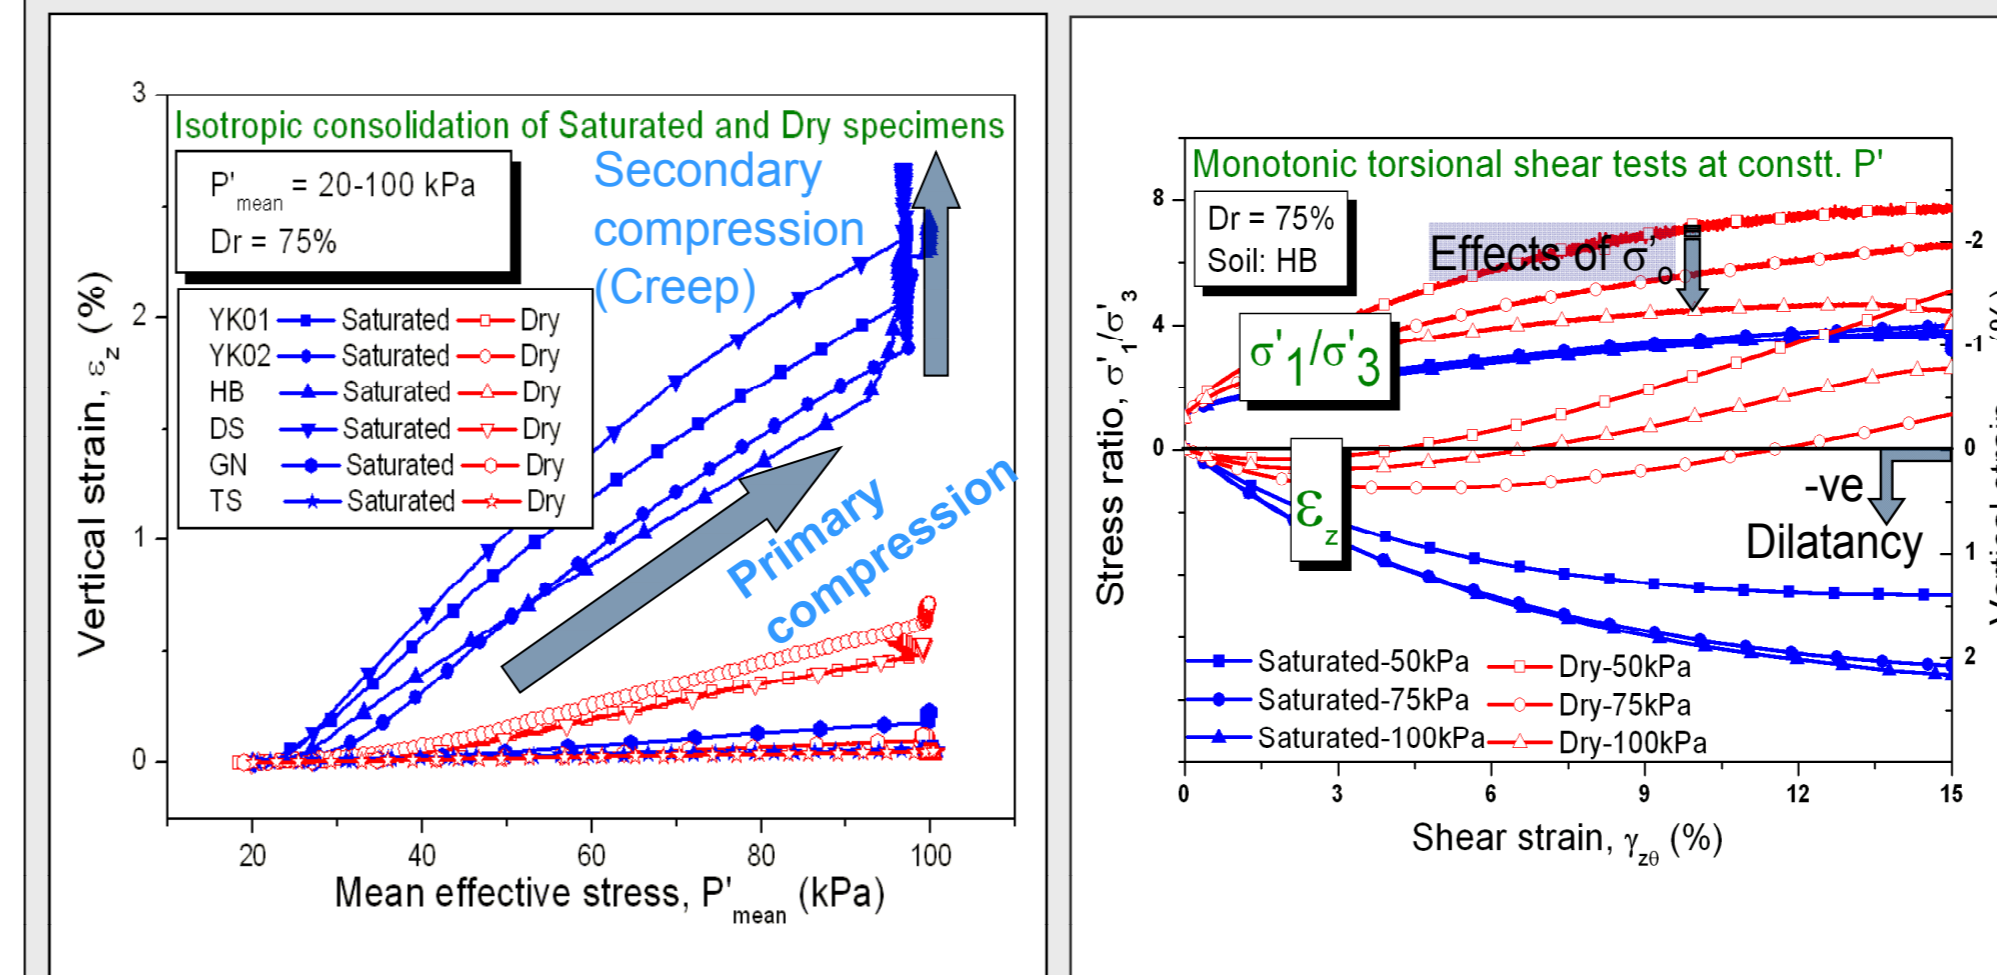 3
2
1
0
Vertical strain, εz (%)
Isotropic consolidation of Saturated and Dry specimens
P'mean = 20-100 kPa
Dr = 75%
YK01 Saturated Dry
YK02 Saturated Dry
HB Saturated Dry
DS Saturated Dry
GN Saturated Dry
TS Saturated Dry
Secondary
compression
(Creep)
Primary
compression
20 40 60 80 100
Mean effective stress, P'mean (kPa)
8
4
0
Stress ratio, σ'1/σ'3
Monotonic torsional shear tests at constt. P'
Dr = 75%
Soil: HB
Effects of σ'o
σ'1/σ'3
εz
-ve
Dilatancy
Saturated-50kPa Dry-50kPa
Saturated-75kPa Dry-75kPa
Saturated-100kPa Dry-100kPa
0 3 6 9 12 15
Shear strain, γzθ (%)
-2
-1
0
1
2